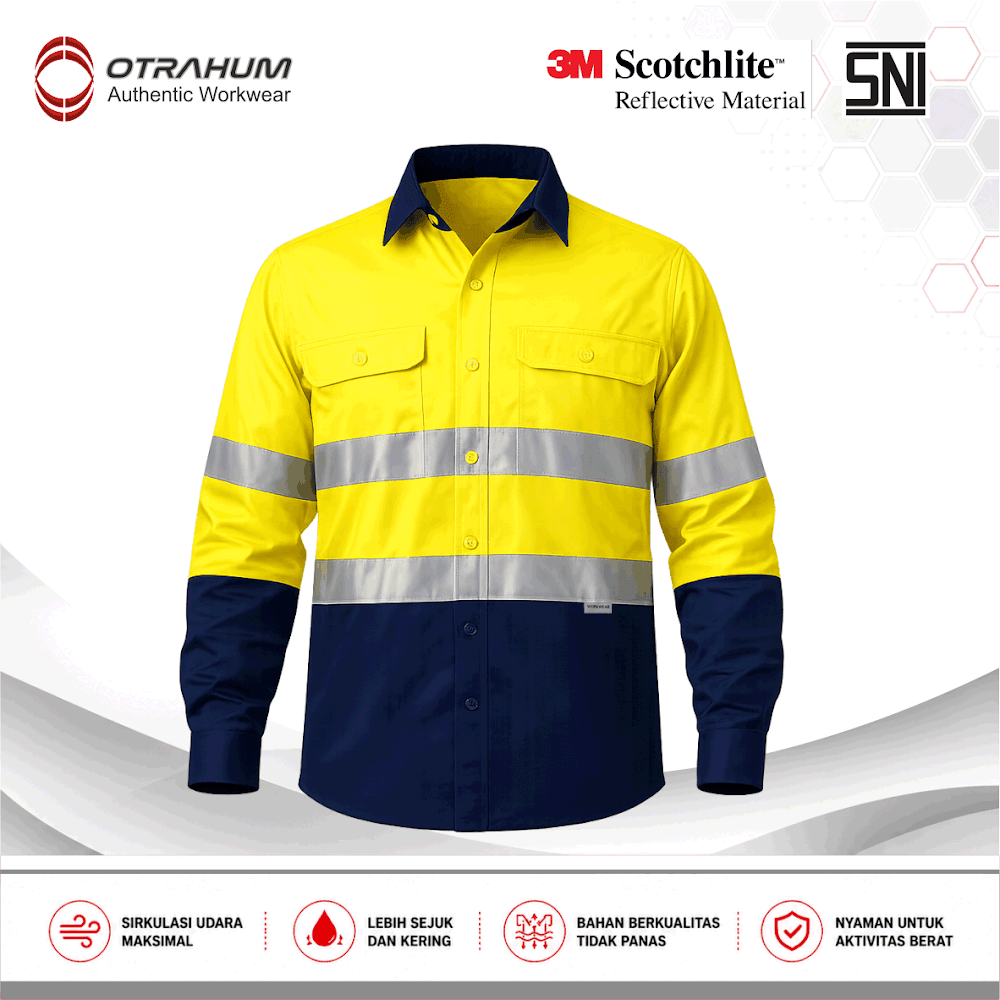 OTRAHUM
Authentic Workwear
3M Scotchlite™
Reflective Material
SNI
WORKWEAR
SIRKULASI UDARA
MAKSIMAL
LEBIH SEJUK
DAN KERING
BAHAN BERKUALITAS
TIDAK PANAS
NYAMAN UNTUK
AKTIVITAS BERAT